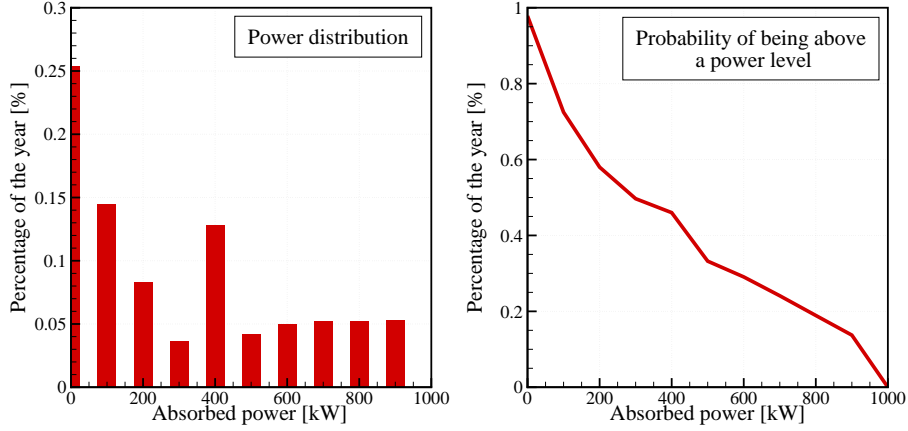 Power distribution
Percentage of the year [%]
0.3
0.25
0.2
0.15
0.1
0.05
0
0 200 400 600 800 1000
Absorbed power [kW]
Probability of being above
a power level
Percentage of the year [%]
1
0.8
0.6
0.4
0.2
0
0 200 400 600 800 1000
Absorbed power [kW]